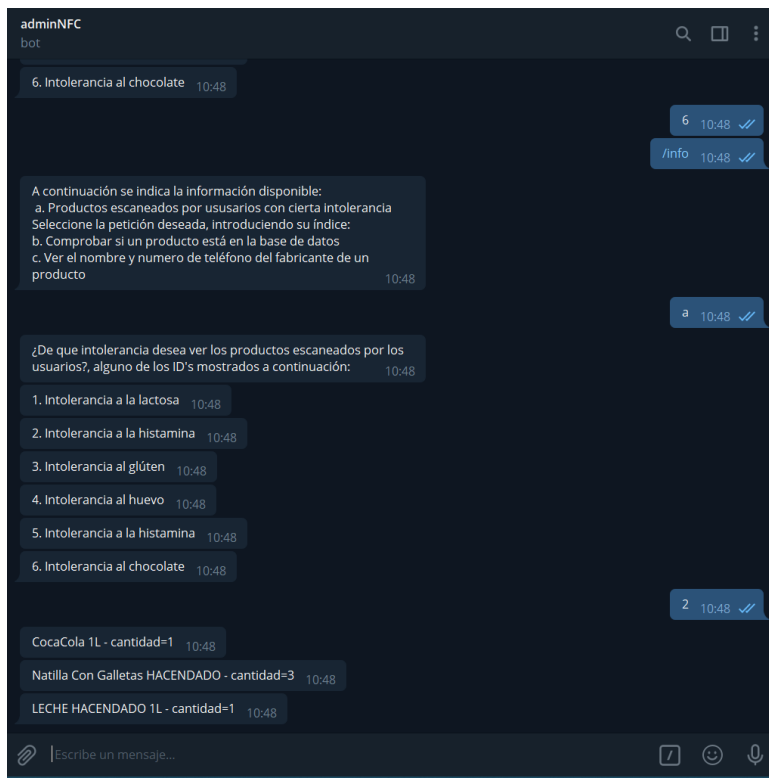 adminNFC
bot
6. Intolerancia al chocolate 10:48
6 10:48
/info 10:48
A continuación se indica la información disponible:
a. Productos escaneados por ususarios con cierta intolerancia
Seleccione la petición deseada, introduciendo su índice:
b. Comprobar si un producto está en la base de datos
c. Ver el nombre y numero de teléfono del fabricante de un
producto 10:48
a 10:48
¿De que intolerancia desea ver los productos escaneados por los
usuarios?, alguno de los ID's mostrados a continuación: 10:48
1. Intolerancia a la lactosa 10:48
2. Intolerancia a la histamina 10:48
3. Intolerancia al glúten 10:48
4. Intolerancia al huevo 10:48
5. Intolerancia a la histamina 10:48
6. Intolerancia al chocolate 10:48
2 10:48
CocaCola 1L - cantidad=1 10:48
Natilla Con Galletas HACENDADO - cantidad=3 10:48
LECHE HACENDADO 1L - cantidad=1 10:48
Escribe un mensaje...